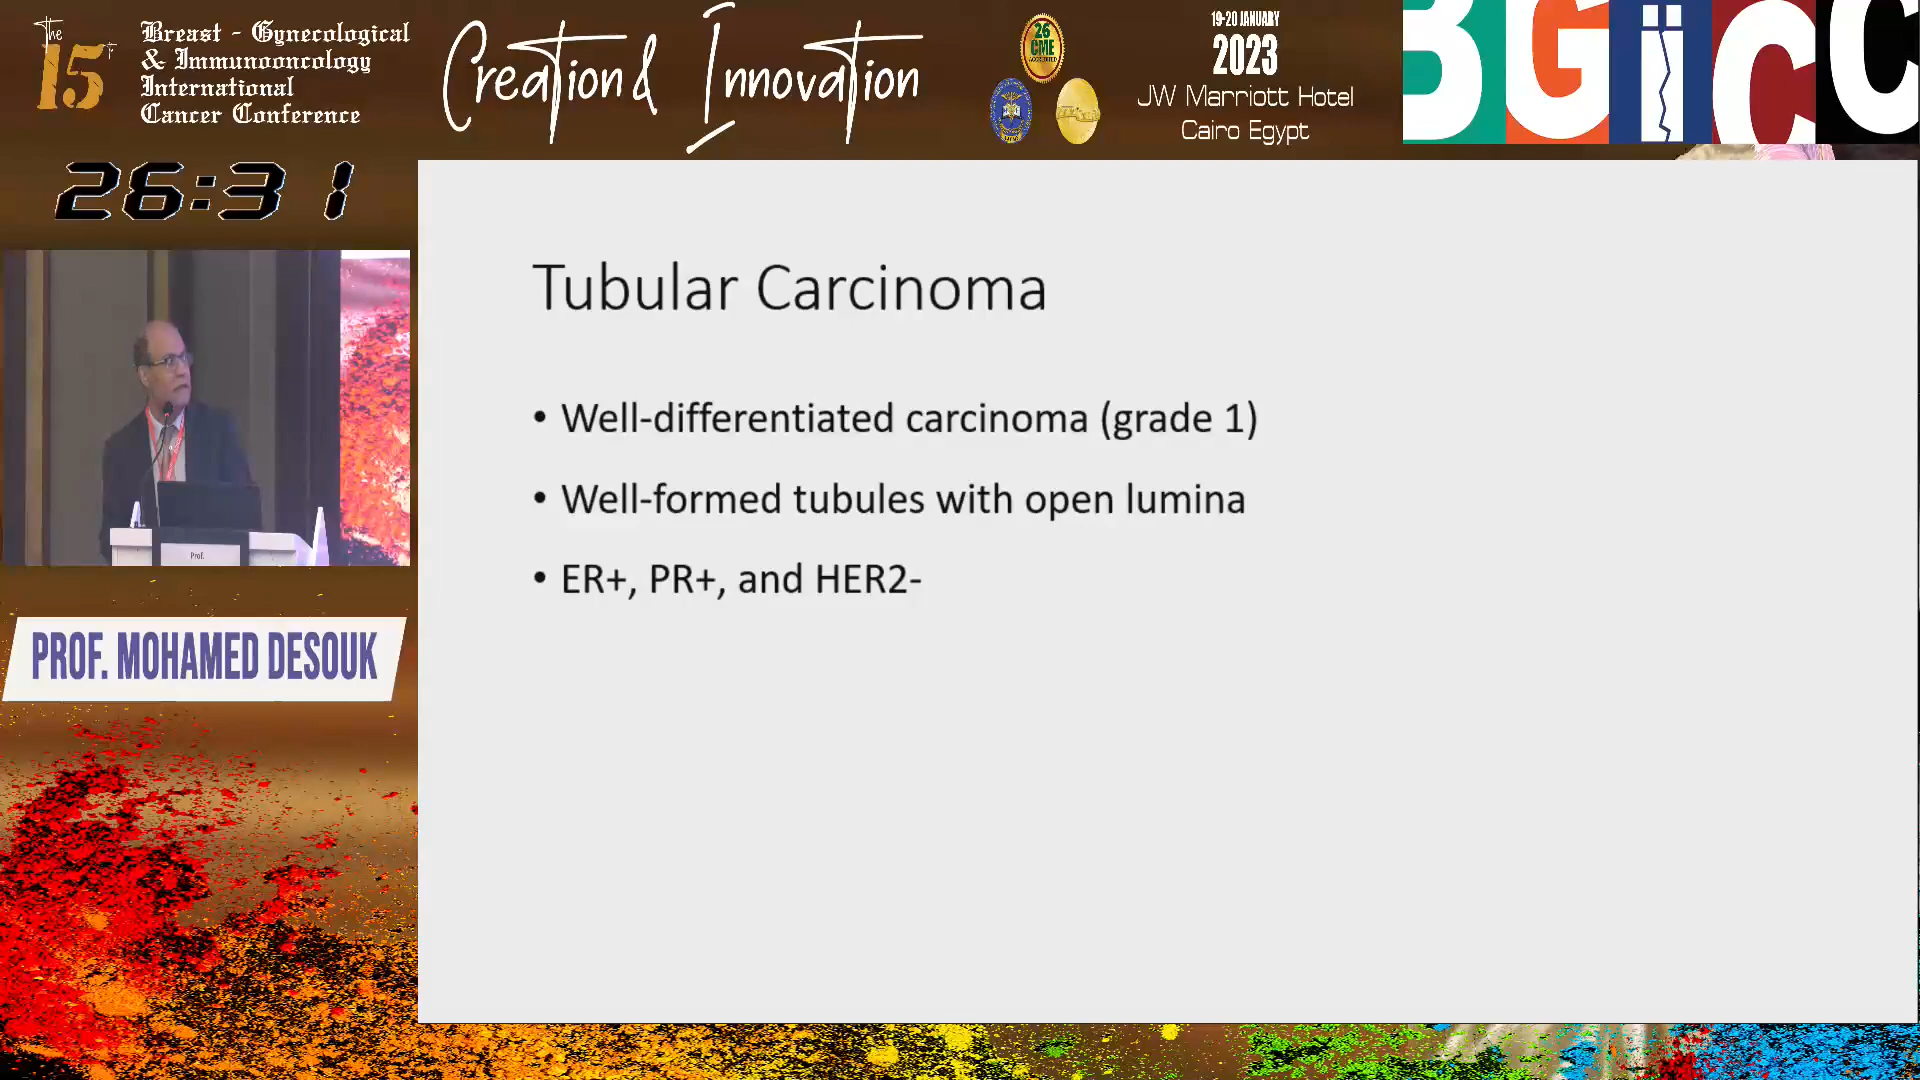 The
15th
Breast - Gynecological
& Immunooncology
International
Cancer Conference
Creation & Innovation
26
CME
ACCREDITED
19-20 JANUARY
2023
JW Marriott Hotel
Cairo Egypt
BGiCC
26:31
Prof.
PROF. MOHAMED DESOUK
Tubular Carcinoma
• Well-differentiated carcinoma (grade 1)
• Well-formed tubules with open lumina
• ER+, PR+, and HER2-